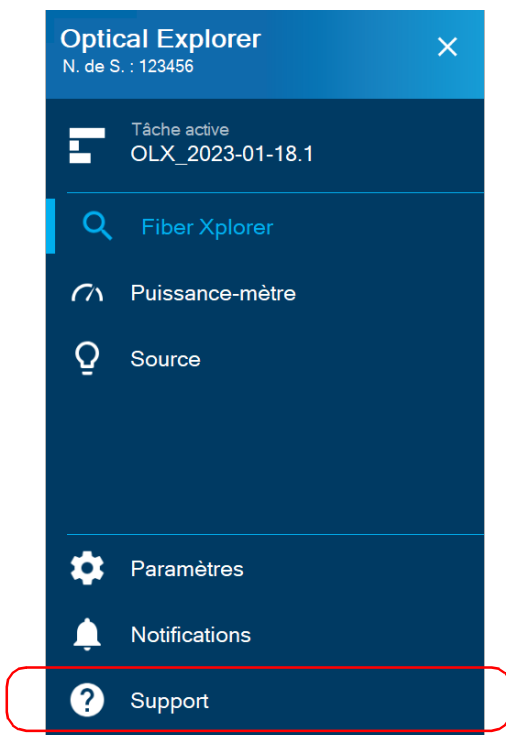 Optical Explorer
N. de S. : 123456
Tâche active
OLX_2023-01-18.1
Fiber Xplorer
Puissance-mètre
Source
Paramètres
Notifications
Support